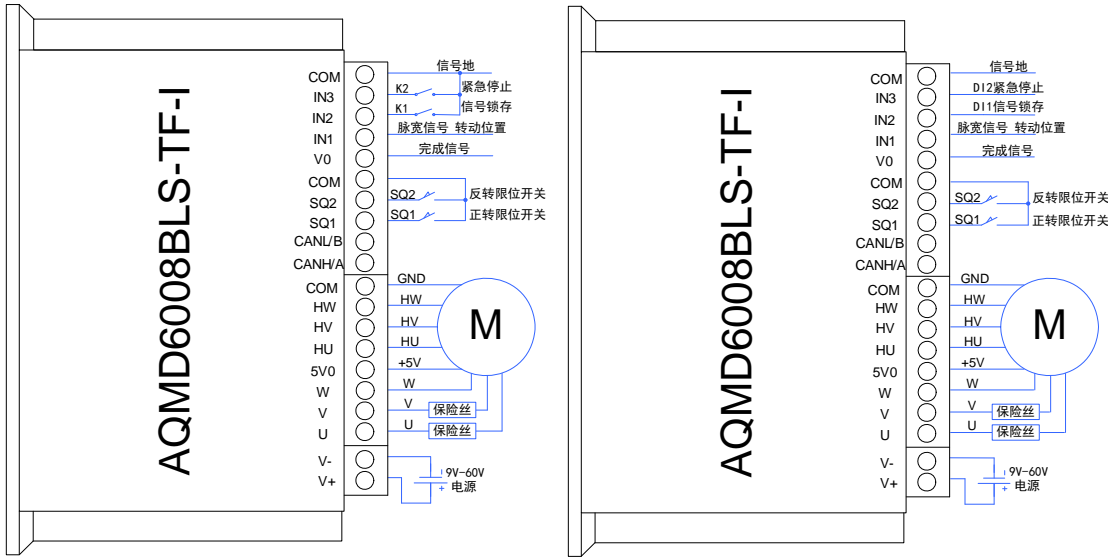 AQMD6008BLS-TF-I
COM
IN3
IN2
IN1
V0
COM
SQ2
SQ1
CANL/B
CANH/A
COM
HW
HV
HU
5V0
W
V
U
V-
V+
信号地
K2 紧急停止
K1 信号锁存
脉宽信号 转动位置
完成信号
SQ2 反转限位开关
SQ1 正转限位开关
GND
HW
HV
HU
+5V
W
V 保险丝
U 保险丝
M
9V-60V
电源
AQMD6008BLS-TF-I
COM
IN3
IN2
IN1
V0
COM
SQ2
SQ1
CANL/B
CANH/A
COM
HW
HV
HU
5V0
W
V
U
V-
V+
信号地
DI2紧急停止
DI1信号锁存
脉宽信号 转动位置
完成信号
SQ2 反转限位开关
SQ1 正转限位开关
GND
HW
HV
HU
+5V
W
V 保险丝
U 保险丝
M
9V-60V
电源